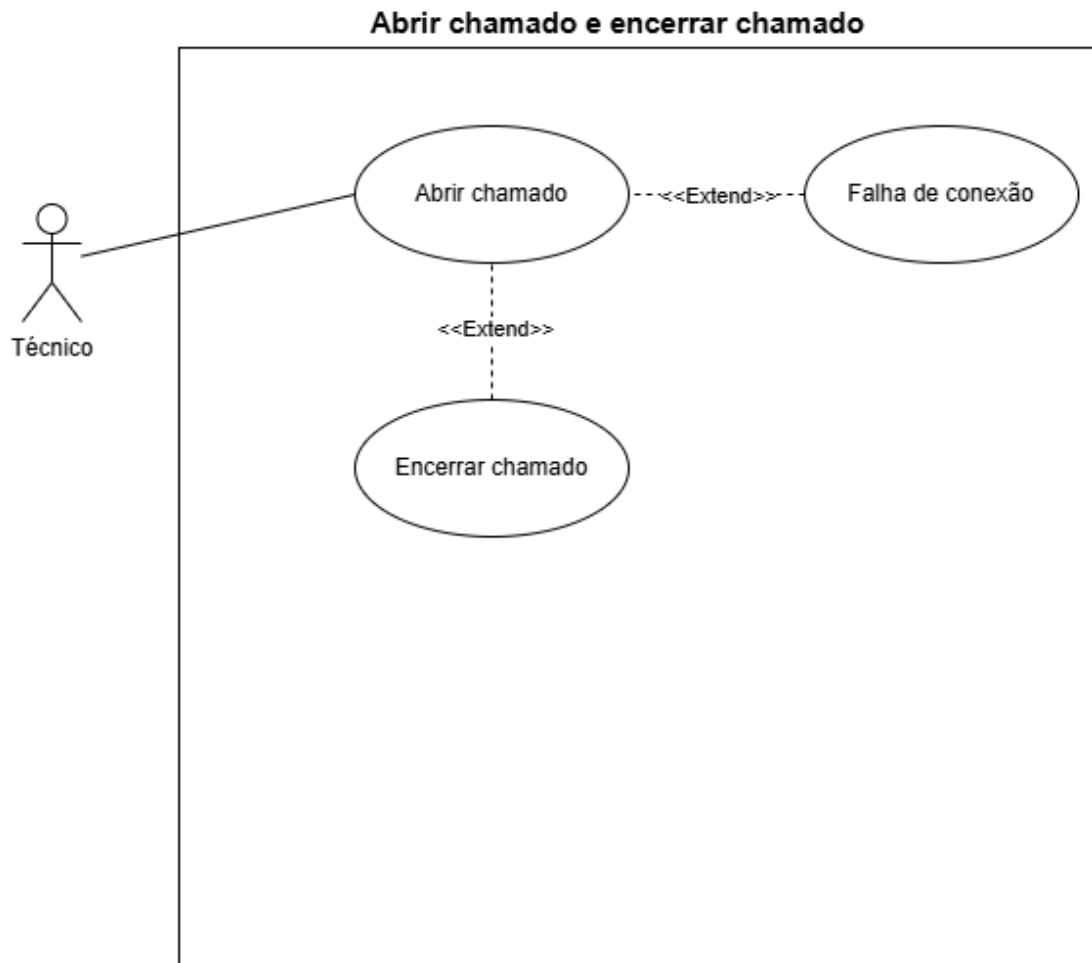 Abrir chamado e encerrar chamado
Abrir chamado
<<Extend>>
Falha de conexão
<<Extend>>
Técnico
Encerrar chamado